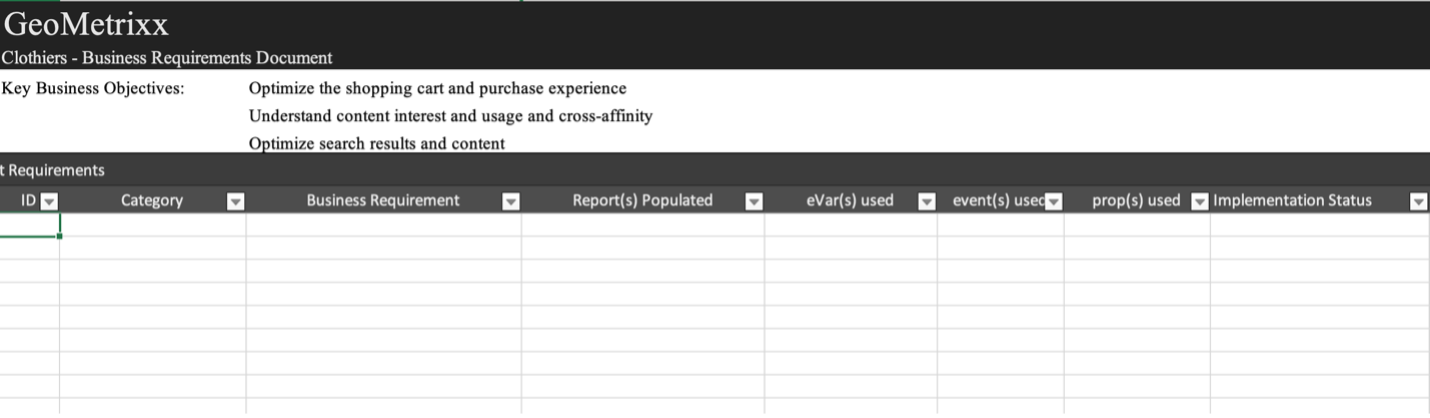 GeoMetrixx
Clothiers - Business Requirements Document
Key Business Objectives: Optimize the shopping cart and purchase experience
Understand content interest and usage and cross-affinity
Optimize search results and content
t Requirements
ID Category Business Requirement Report(s) Populated eVar(s) used event(s) used prop(s) used Implementation Status